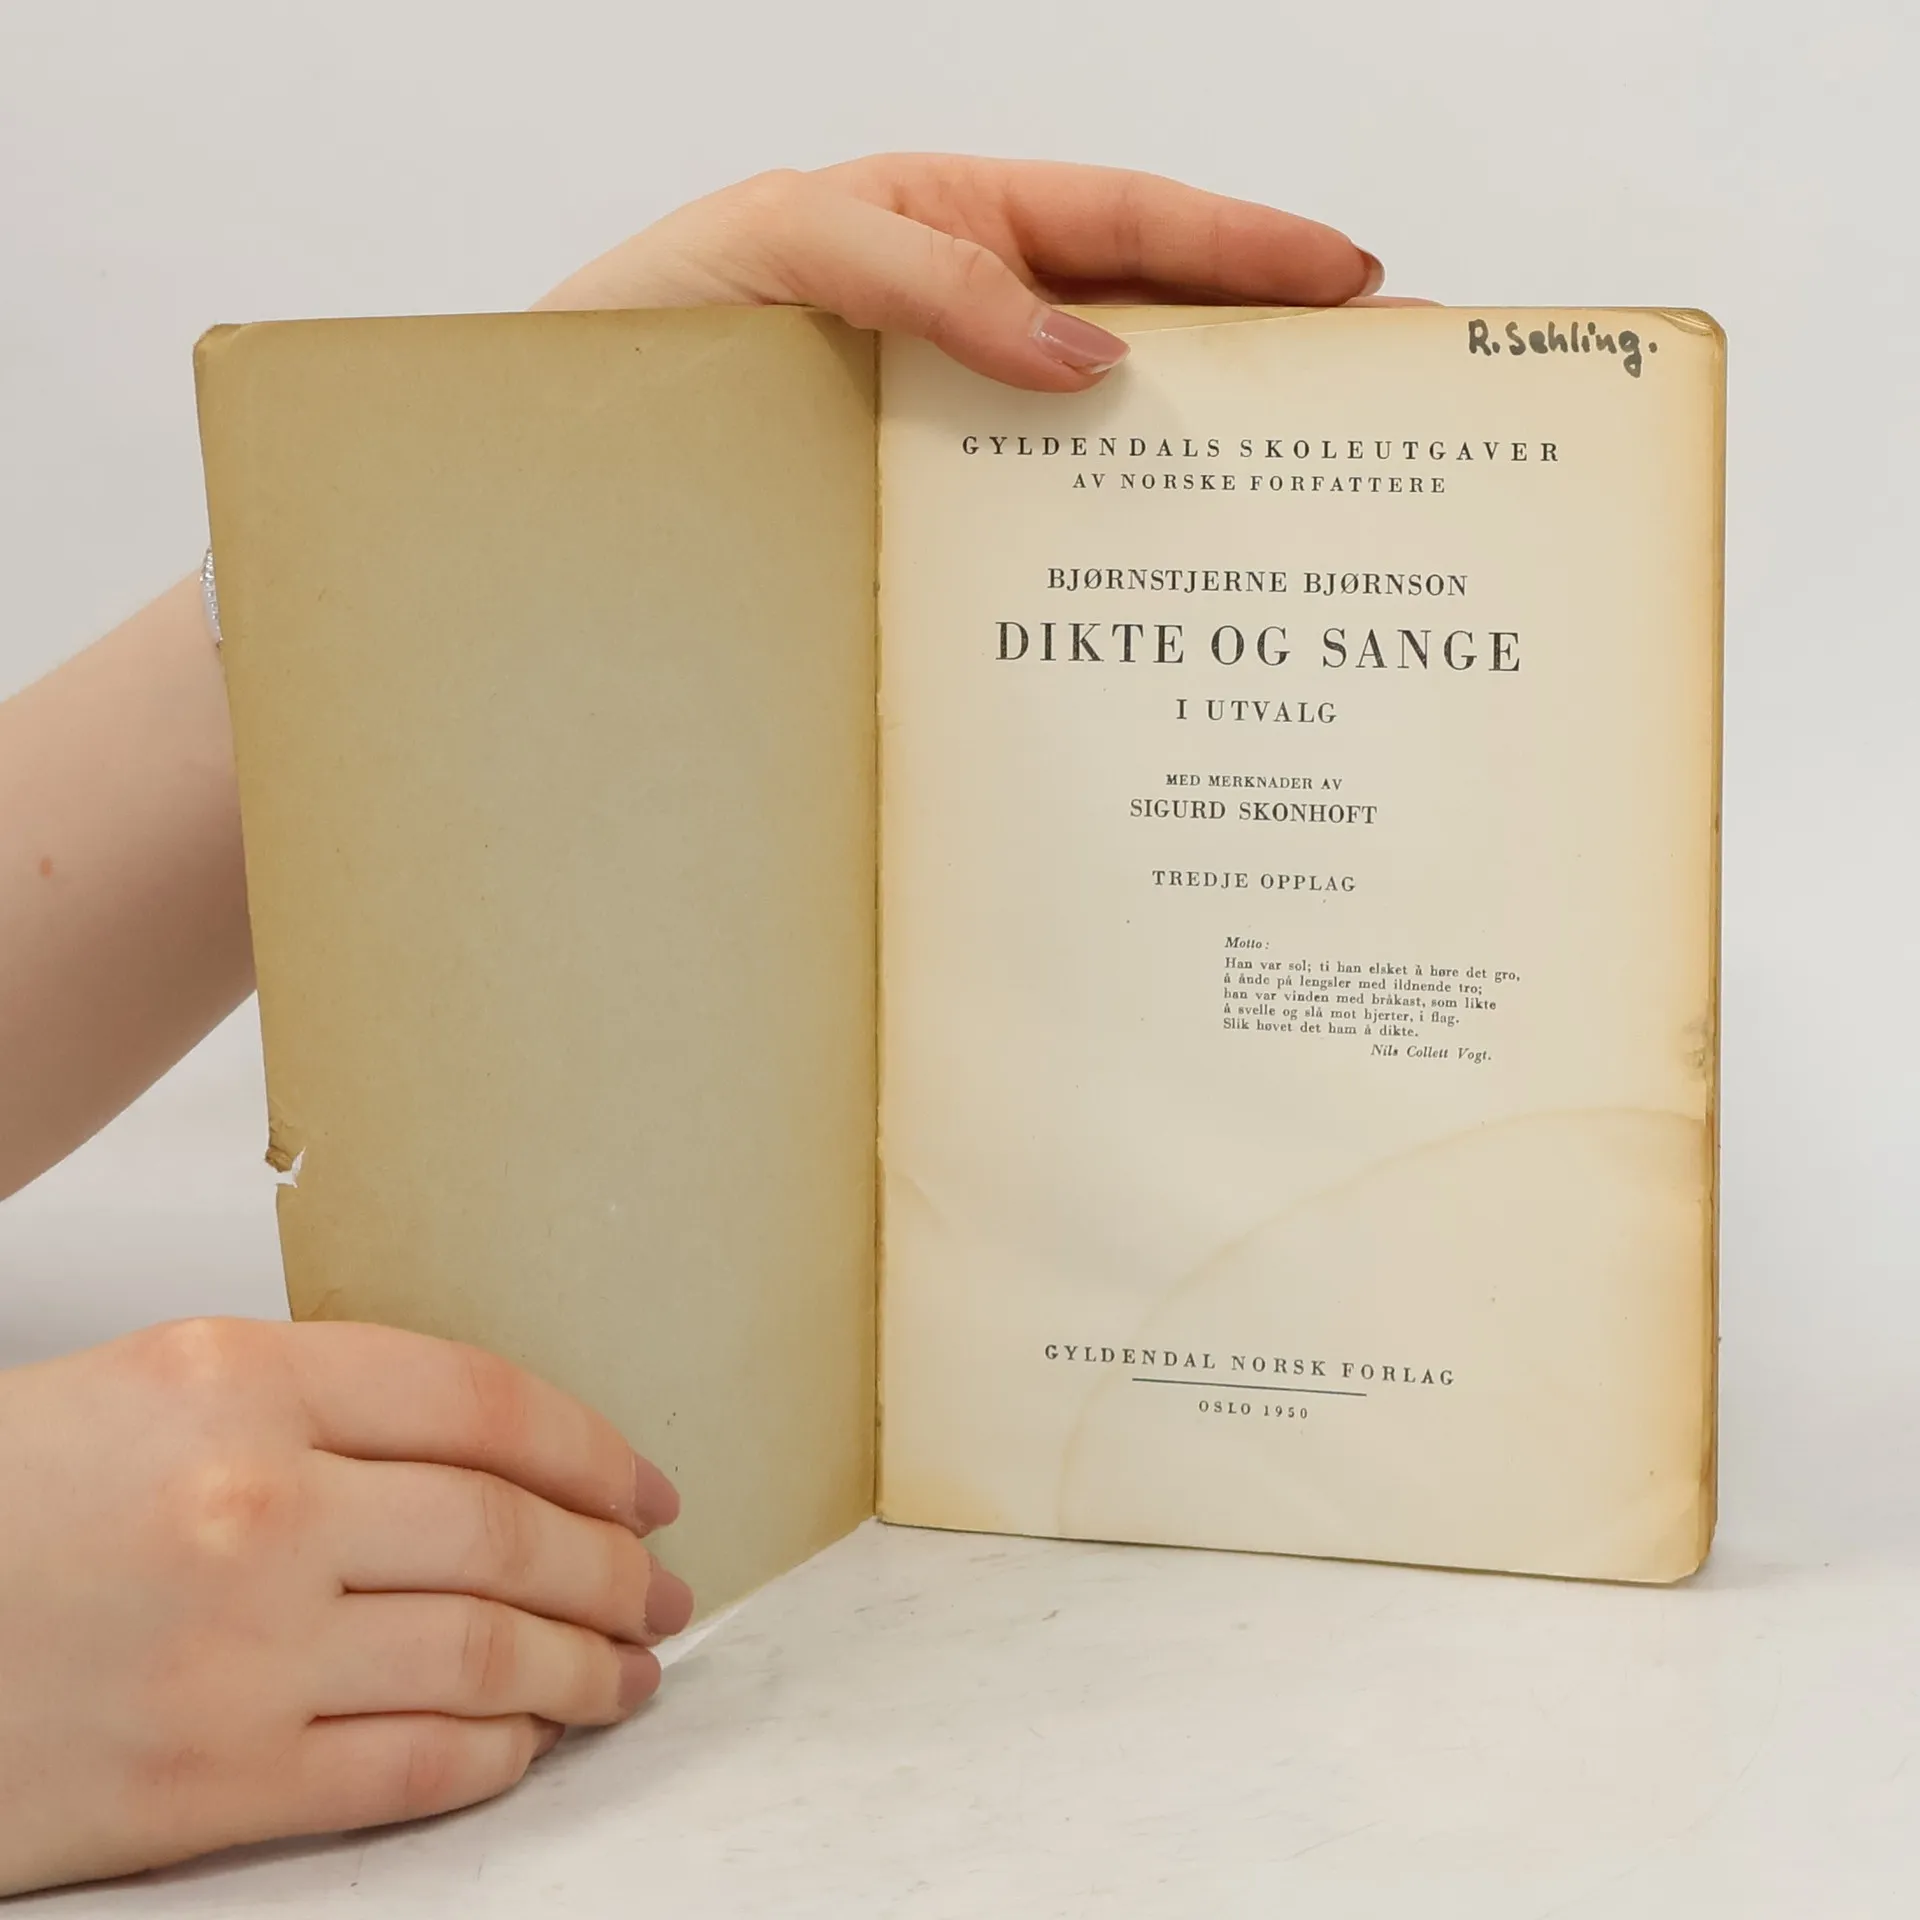 R. Sehling.
GYLDENDALS SKOLEUTGAVER
AV NORSKE FORFATTERE
BJØRNSTJERNE BJØRNSON
DIKTE OG SANGE
I UTVALG
MED MERKNADER AV
SIGURD SKONHOFT
TREDJE OPPLAG
Motto:
Han var sol; ti han elsket å høre det gro,
å ånde på lengsler med ildnende tro;
han var vinden med bråkast, som likte
å svelle og slå mot hjerter, i flag.
Slik høvet det ham å dikte.
Nils Collett Vogt.
GYLDENDAL NORSK FORLAG
OSLO 1950